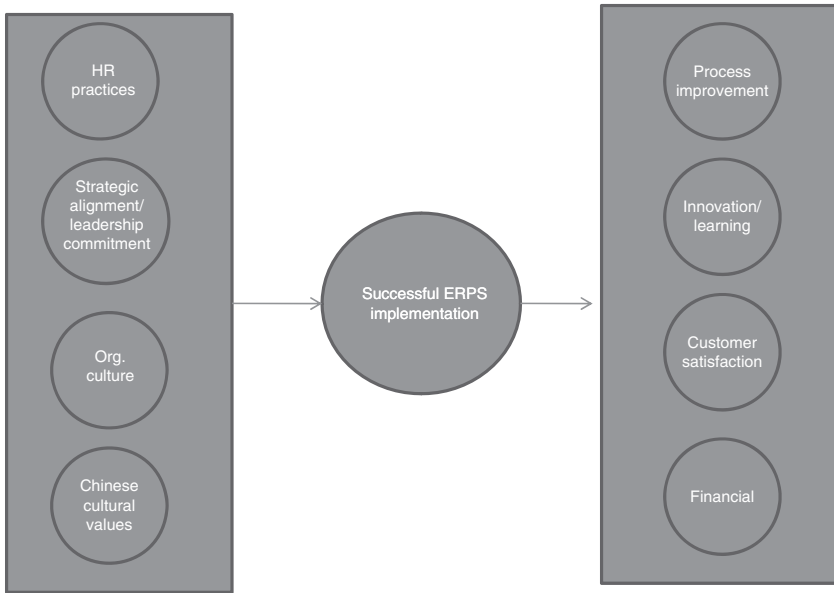 HR
practices
Strategic
alignment/
leadership
commitment
Org.
culture
Chinese
cultural
values
Successful ERPS
implementation
Process
improvement
Innovation/
learning
Customer
satisfaction
Financial